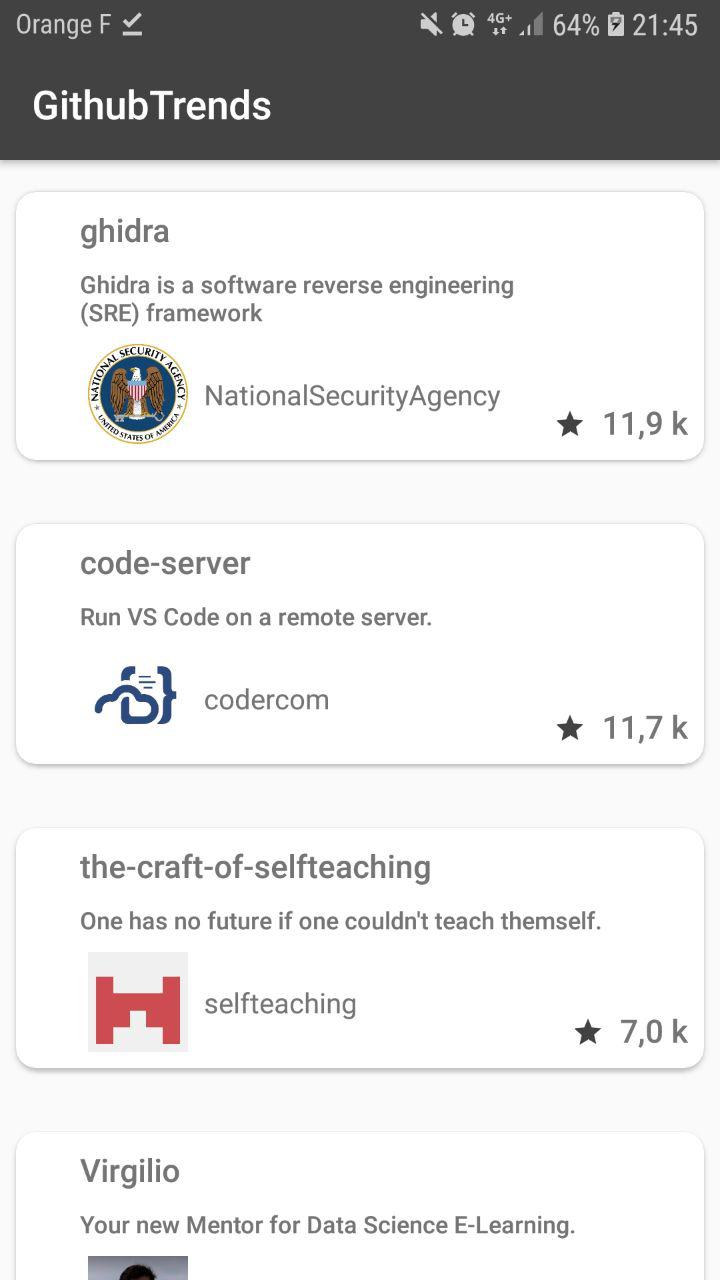 Orange F 4G+ 64% 21:45
GithubTrends
ghidra
Ghidra is a software reverse engineering
(SRE) framework
NATIONAL SECURITY AGENCY
UNITED STATES OF AMERICA
NationalSecurityAgency
11,9 k
code-server
Run VS Code on a remote server.
codercom
11,7 k
the-craft-of-selfteaching
One has no future if one couldn't teach themself.
selfteaching
7,0 k
Virgilio
Your new Mentor for Data Science E-Learning.